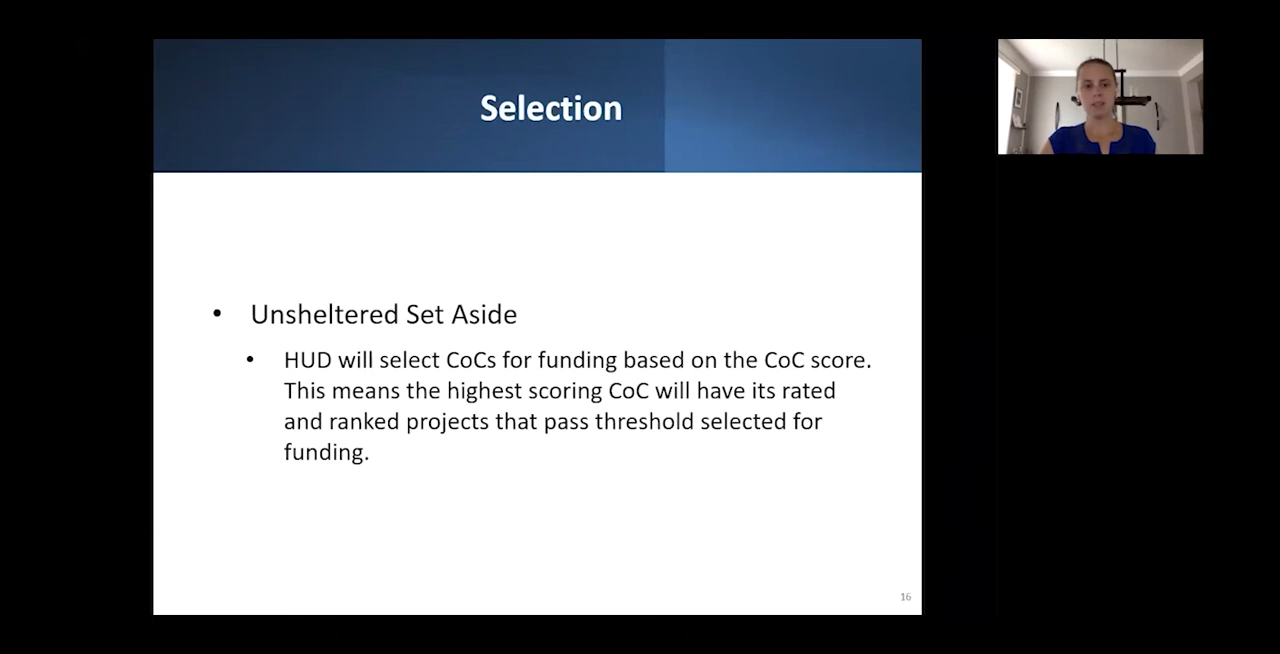 Selection
• Unsheltered Set Aside
• HUD will select CoCs for funding based on the CoC score.
This means the highest scoring CoC will have its rated
and ranked projects that pass threshold selected for
funding.
16